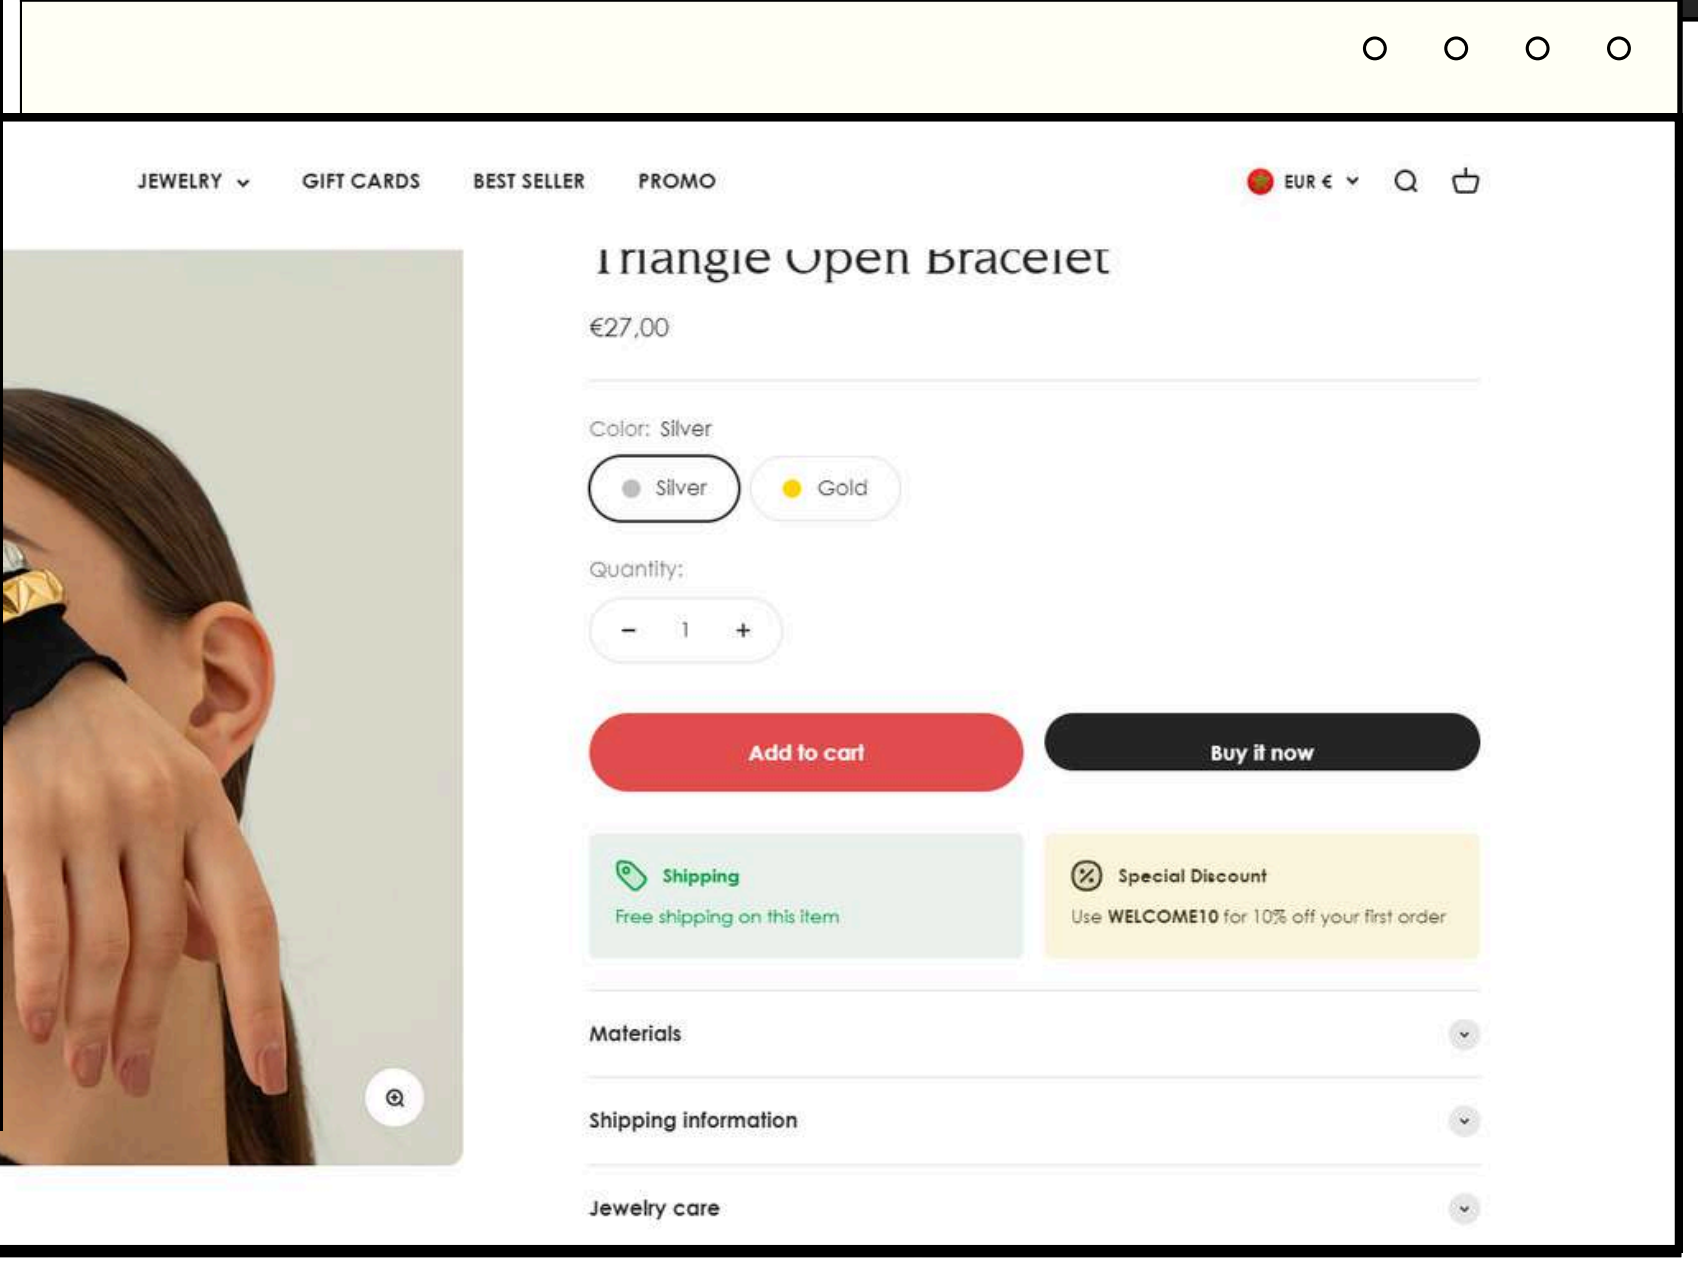 JEWELRY GIFT CARDS BEST SELLER PROMO EUR €
Triangle Open Bracelet
€27,00
Color: Silver
Silver Gold
Quantity:
1
Add to cart Buy it now
Shipping Special Discount
Free shipping on this item Use WELCOME10 for 10% off your first order
Materials
Shipping information
Jewelry care